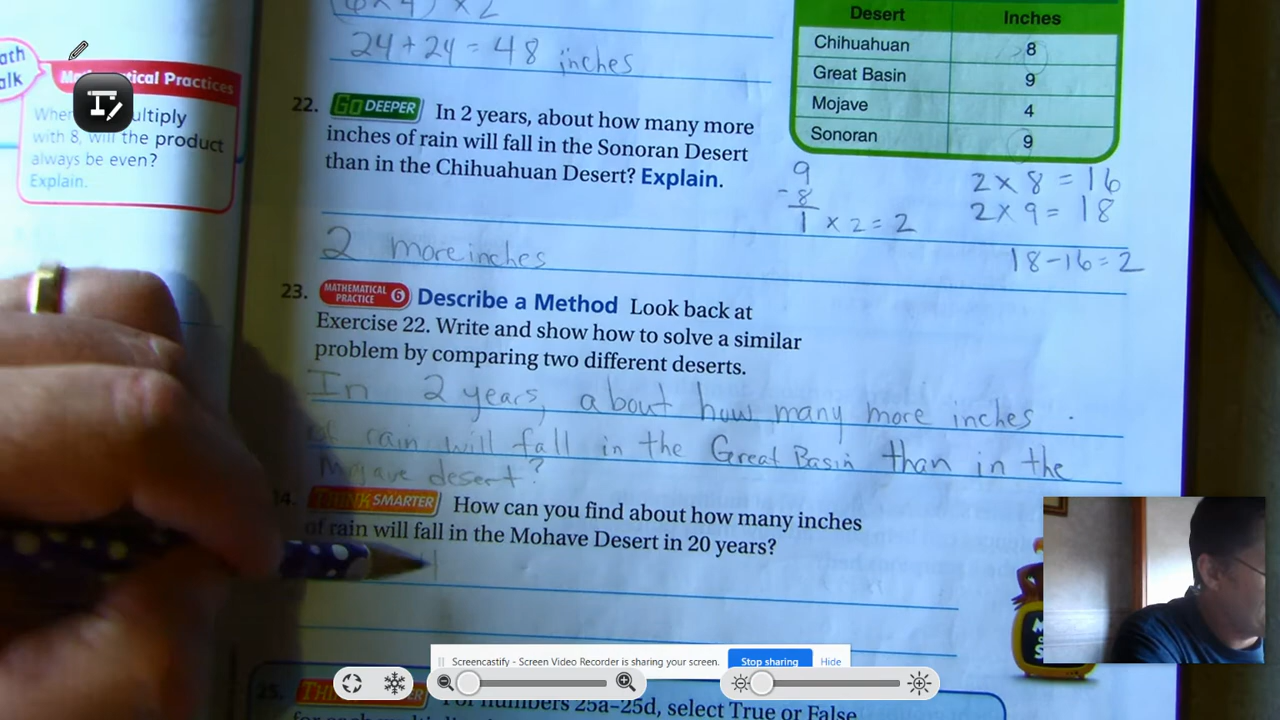 (6 x 4) x 2
24 + 24 = 48 inches
Desert Inches
Chihuahuan 8
Great Basin 9
Mojave 4
Sonoran 9
Mathematical Practices
multiply
with 8, will the product
always be even?
Explain.
22. Go DEEPER In 2 years, about how many more
inches of rain will fall in the Sonoran Desert
than in the Chihuahuan Desert? Explain.
9
- 8
1 x 2 = 2
2 x 8 = 16
2 x 9 = 18
18 - 16 = 2
2 more inches
23. MATHEMATICAL PRACTICE 6 Describe a Method Look back at
Exercise 22. Write and show how to solve a similar
problem by comparing two different deserts.
In 2 years, about how many more inches
of rain will fall in the Great Basin than in the
Mojave desert?
THINK SMARTER How can you find about how many inches
of rain will fall in the Mohave Desert in 20 years?
4
Screencastify - Screen Video Recorder is sharing your screen. Stop sharing Hide
25. For numbers 25a–25d, select True or False